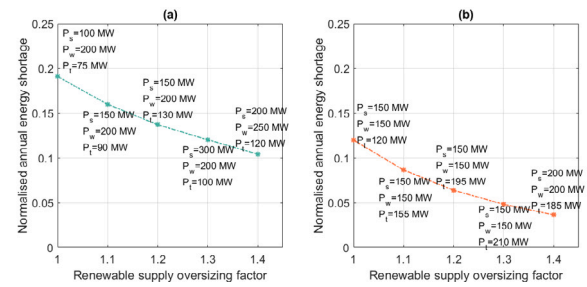 (a)
Normalised annual energy shortage
0.25
0.2
0.15
0.1
0.05
0
P_s=100 MW
P_w=200 MW
P_t=75 MW
P_s=150 MW
P_w=200 MW
P_t=90 MW
P_s=150 MW
P_w=200 MW
P_t=130 MW
P_s=300 MW
P_w=200 MW
P_t=100 MW
P_s=200 MW
P_w=250 MW
P_t=120 MW
1 1.1 1.2 1.3 1.4
Renewable supply oversizing factor
(b)
Normalised annual energy shortage
0.25
0.2
0.15
0.1
0.05
0
P_s=150 MW
P_w=150 MW
P_t=120 MW
P_s=150 MW
P_w=150 MW
P_t=155 MW
P_s=150 MW
P_w=150 MW
P_t=195 MW
P_s=150 MW
P_w=150 MW
P_t=210 MW
P_s=200 MW
P_w=200 MW
P_t=185 MW
1 1.1 1.2 1.3 1.4
Renewable supply oversizing factor